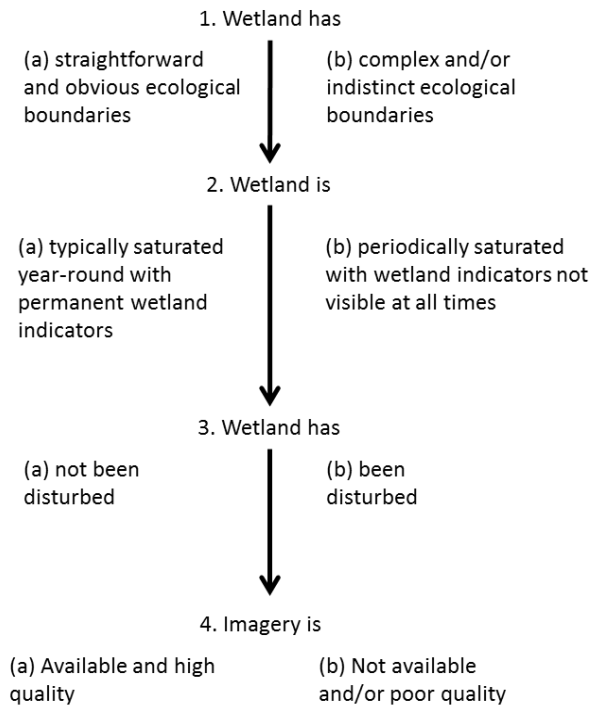 1. Wetland has
(a) straightforward
and obvious ecological
boundaries
(b) complex and/or
indistinct ecological
boundaries
2. Wetland is
(a) typically saturated
year-round with
permanent wetland
indicators
(b) periodically saturated
with wetland indicators not
visible at all times
3. Wetland has
(a) not been
disturbed
(b) been
disturbed
4. Imagery is
(a) Available and high
quality
(b) Not available
and/or poor quality